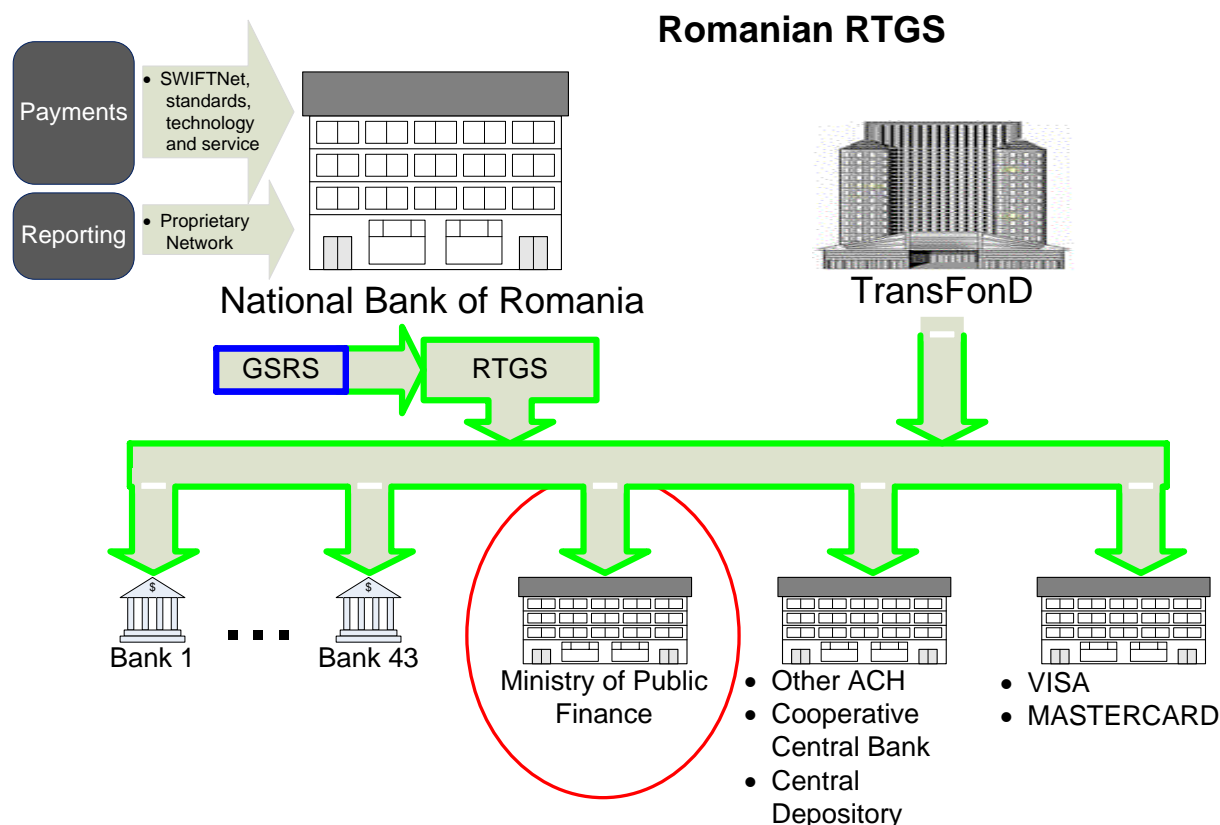 Romanian RTGS
Payments
• SWIFTNet,
standards,
technology
and service
Reporting
• Proprietary
Network
National Bank of Romania
TransFonD
GSRS
RTGS
$
$
Bank 1
...
Bank 43
Ministry of Public
Finance
• Other ACH
• Cooperative
Central Bank
• Central
Depository
• VISA
• MASTERCARD